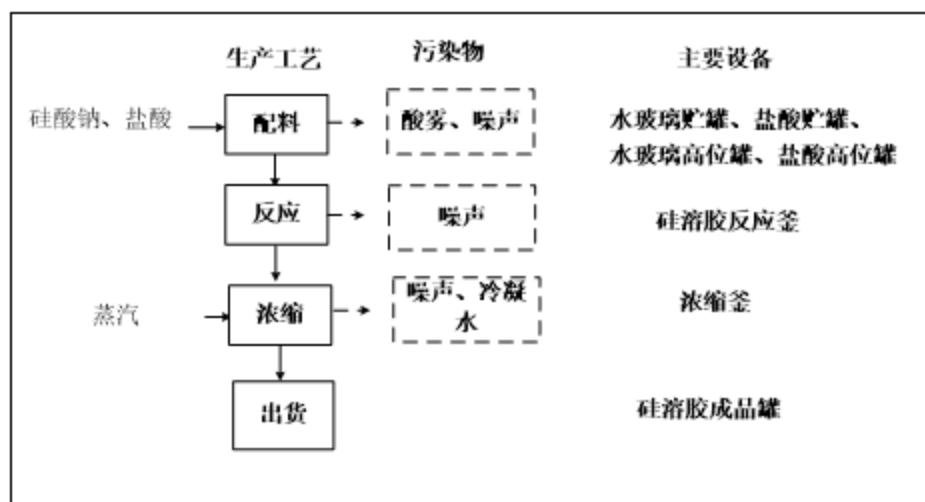 生产工艺 污染物 主要设备
硅酸钠、盐酸 配料 酸雾、噪声 水玻璃贮罐、盐酸贮罐、
水玻璃高位罐、盐酸高位罐
反应 噪声 硅溶胶反应釜
蒸汽 浓缩 噪声、冷凝 浓缩釜
水
出货 硅溶胶成品罐